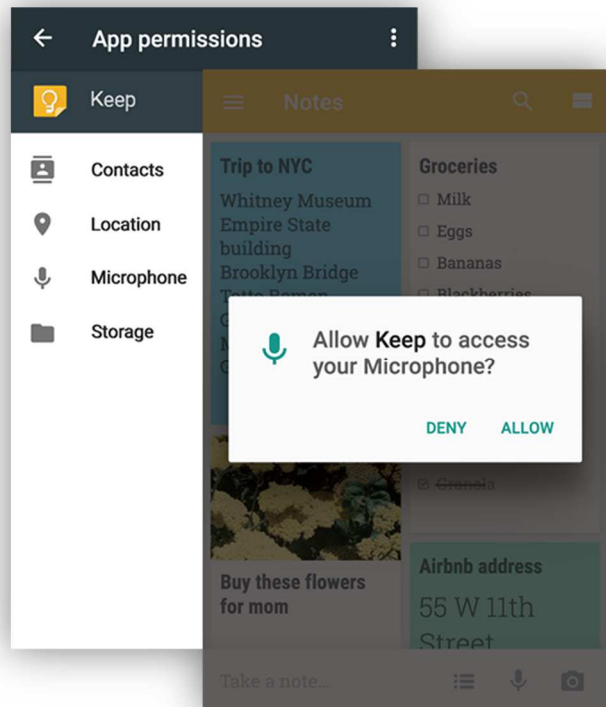 App permissions
Keep
Contacts
Location
Microphone
Storage
Notes
Trip to NYC
Whitney Museum
Empire State
building
Brooklyn Bridge
Groceries
Milk
Eggs
Bananas
Blackberries
Allow Keep to access
your Microphone?
DENY
ALLOW
Granola
Buy these flowers
for mom
Airbnb address
55 W 11th
Street
Take a note...